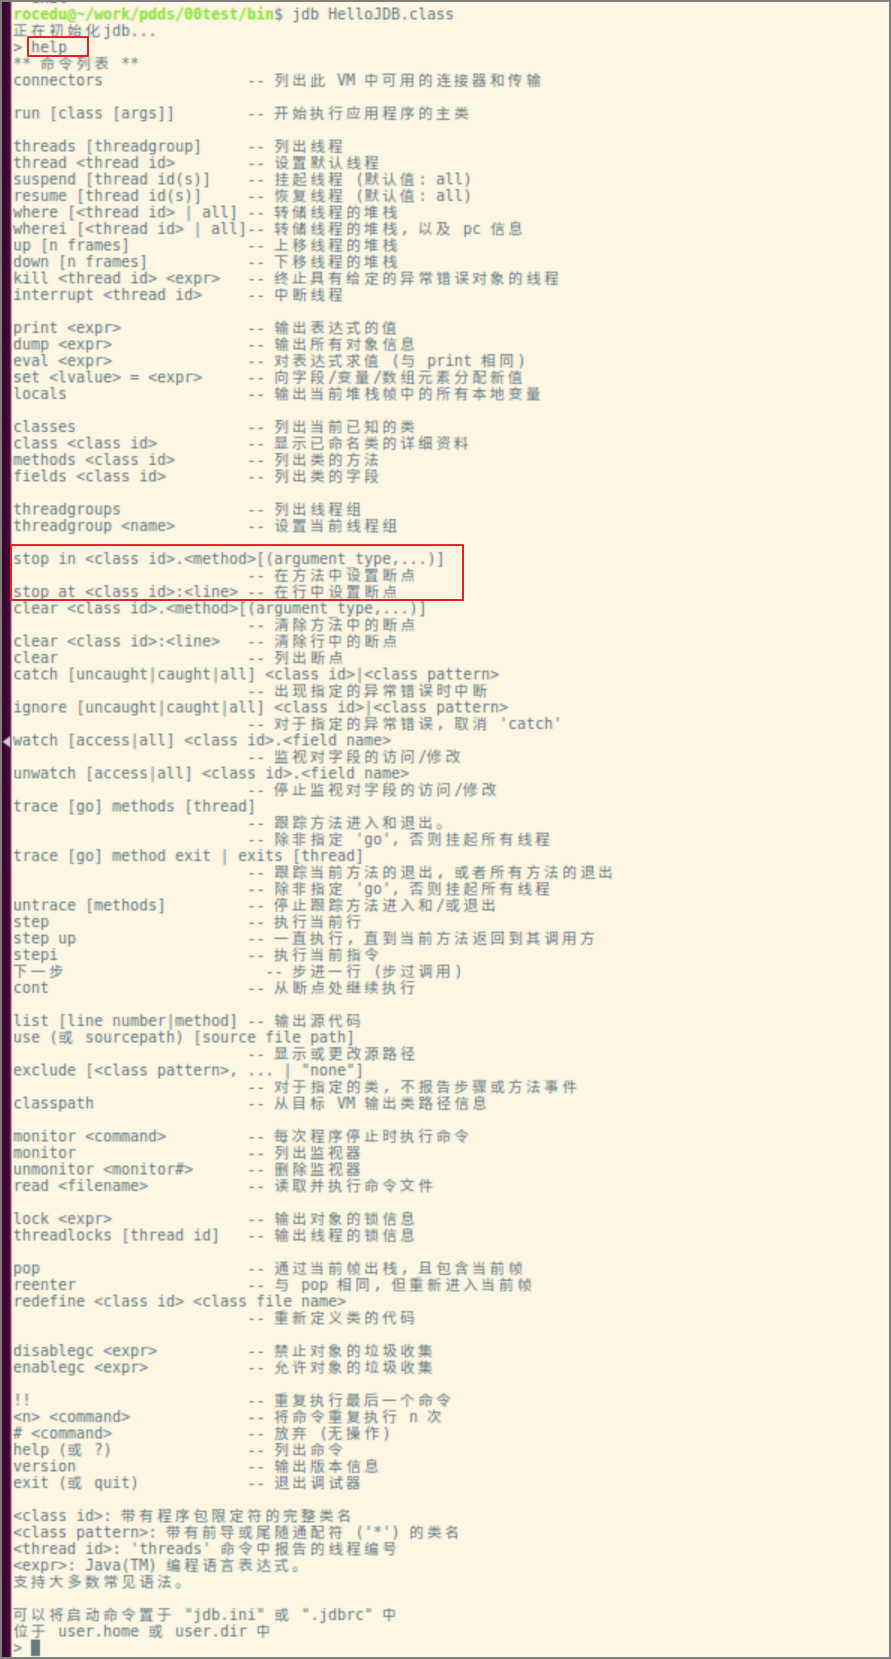 rocedu@~/work/pdds/00test/bin$ jdb HelloJDB.class
正在初始化jdb...
> help
** 命令列表 **
connectors -- 列出此 VM 中可用的连接器和传输
run [class [args]] -- 开始执行应用程序的主类
threads [threadgroup] -- 列出线程
thread <thread id> -- 设置默认线程
suspend [thread id(s)] -- 挂起线程 (默认值: all)
resume [thread id(s)] -- 恢复线程 (默认值: all)
where [<thread id> | all] -- 转储线程的堆栈
wherei [<thread id> | all]-- 转储线程的堆栈, 以及 pc 信息
up [n frames] -- 上移线程的堆栈
down [n frames] -- 下移线程的堆栈
kill <thread id> <expr> -- 终止具有给定的异常错误对象的线程
interrupt <thread id> -- 中断线程
print <expr> -- 输出表达式的值
dump <expr> -- 输出所有对象信息
eval <expr> -- 对表达式求值 (与 print 相同)
set <lvalue> = <expr> -- 向字段/变量/数组元素分配新值
locals -- 输出当前堆栈帧中的所有本地变量
classes -- 列出当前已知的类
class <class id> -- 显示已命名类的详细资料
methods <class id> -- 列出类的方法
fields <class id> -- 列出类的字段
threadgroups -- 列出线程组
threadgroup <name> -- 设置当前线程组
stop in <class id>.<method>[(argument_type,...)]
-- 在方法中设置断点
stop at <class id>:<line> -- 在行中设置断点
clear <class id>.<method>[(argument_type,...)]
-- 清除方法中的断点
clear <class id>:<line> -- 清除行中的断点
clear -- 列出断点
catch [uncaught|caught|all] <class id>|<class pattern>
-- 出现指定的异常错误时中断
ignore [uncaught|caught|all] <class id>|<class pattern>
-- 对于指定的异常错误, 取消 'catch'
watch [access|all] <class id>.<field name>
-- 监视对字段的访问/修改
unwatch [access|all] <class id>.<field name>
-- 停止监视对字段的访问/修改
trace [go] methods [thread]
-- 跟踪方法进入和退出。
-- 除非指定 'go', 否则挂起所有线程
trace [go] method exit | exits [thread]
-- 跟踪当前方法的退出, 或者所有方法的退出
-- 除非指定 'go', 否则挂起所有线程
untrace [methods] -- 停止跟踪方法进入和/或退出
step -- 执行当前行
step up -- 一直执行, 直到当前方法返回到其调用方
stepi -- 执行当前指令
下一步 -- 步进一行 (步过调用)
cont -- 从断点处继续执行
list [line number|method] -- 输出源代码
use (或 sourcepath) [source file path]
-- 显示或更改源路径
exclude [<class pattern>, ... | "none"]
-- 对于指定的类, 不报告步骤或方法事件
classpath -- 从目标 VM 输出类路径信息
monitor <command> -- 每次程序停止时执行命令
monitor -- 列出监视器
unmonitor <monitor#> -- 删除监视器
read <filename> -- 读取并执行命令文件
lock <expr> -- 输出对象的锁信息
threadlocks [thread id] -- 输出线程的锁信息
pop -- 通过当前帧出栈, 且包含当前帧
reenter -- 与 pop 相同, 但重新进入当前帧
redefine <class id> <class file name>
-- 重新定义类的代码
disablegc <expr> -- 禁止对象的垃圾收集
enablegc <expr> -- 允许对象的垃圾收集
!! -- 重复执行最后一个命令
<n> <command> -- 将命令重复执行 n 次
# <command> -- 放弃 (无操作)
help (或 ?) -- 列出命令
version -- 输出版本信息
exit (或 quit) -- 退出调试器
<class id>: 带有程序包限定符的完整类名
<class pattern>: 带有前导或尾随通配符 ('*') 的类名
<thread id>: 'threads' 命令中报告的线程编号
<expr>: Java(TM) 编程语言表达式。
支持大多数常见语法。
可以将启动命令置于 "jdb.ini" 或 ".jdbrc" 中
位于 user.home 或 user.dir 中
>